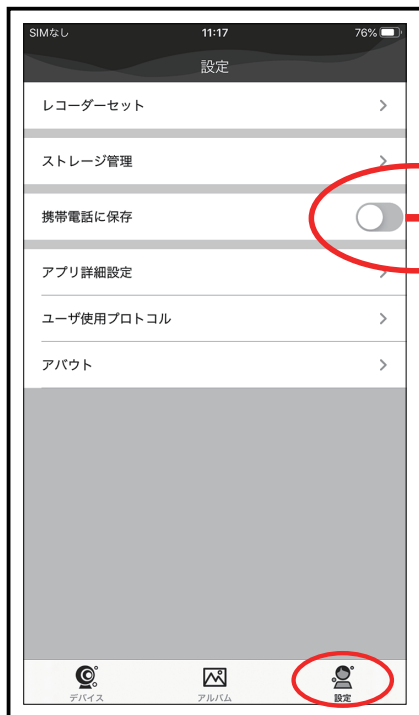 SIMなし 11:17 76%
設定
レコーダーセット
ストレージ管理
携帯電話に保存
アプリ詳細設定
ユーザ使用プロトコル
アバウト
デバイス アルバム 設定